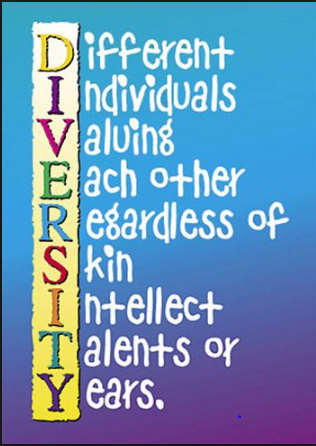 Different
Individuals
Valuing
Each other
Regardless of
Skin
Intellect
Talents or
Years.